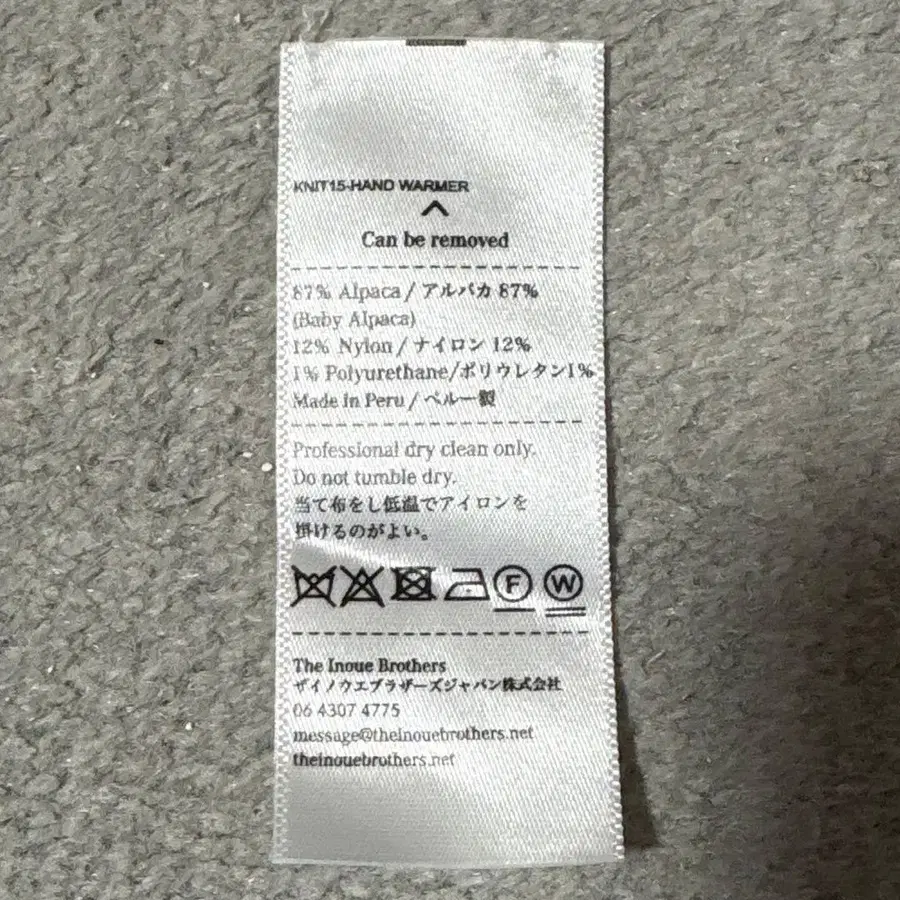 KNIT15-HAND WARMER
Can be removed
87% Alpaca / アルパカ 87%
(Baby Alpaca)
12% Nylon / ナイロン 12%
1% Polyurethane/ポリウレタン1%
Made in Peru / ペルー製
Professional dry clean only.
Do not tumble dry.
当て布をし低温でアイロンを
掛けるのがよい。
F W
The Inoue Brothers
ザイノウエブラザーズジャパン株式会社
06 4307 4775
message@theinouebrothers.net
theinouebrothers.net